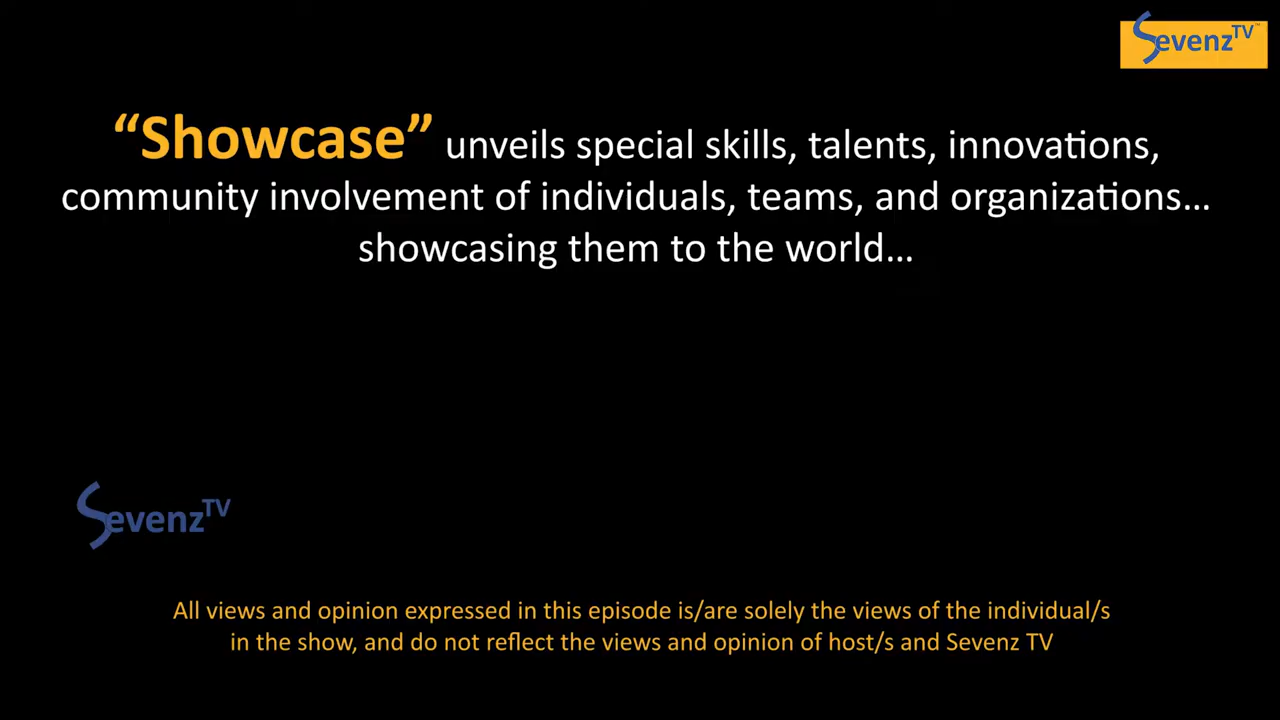 SevenzTV™
“Showcase” unveils special skills, talents, innovations,
community involvement of individuals, teams, and organizations…
showcasing them to the world…
SevenzTV
All views and opinion expressed in this episode is/are solely the views of the individual/s
in the show, and do not reflect the views and opinion of host/s and Sevenz TV